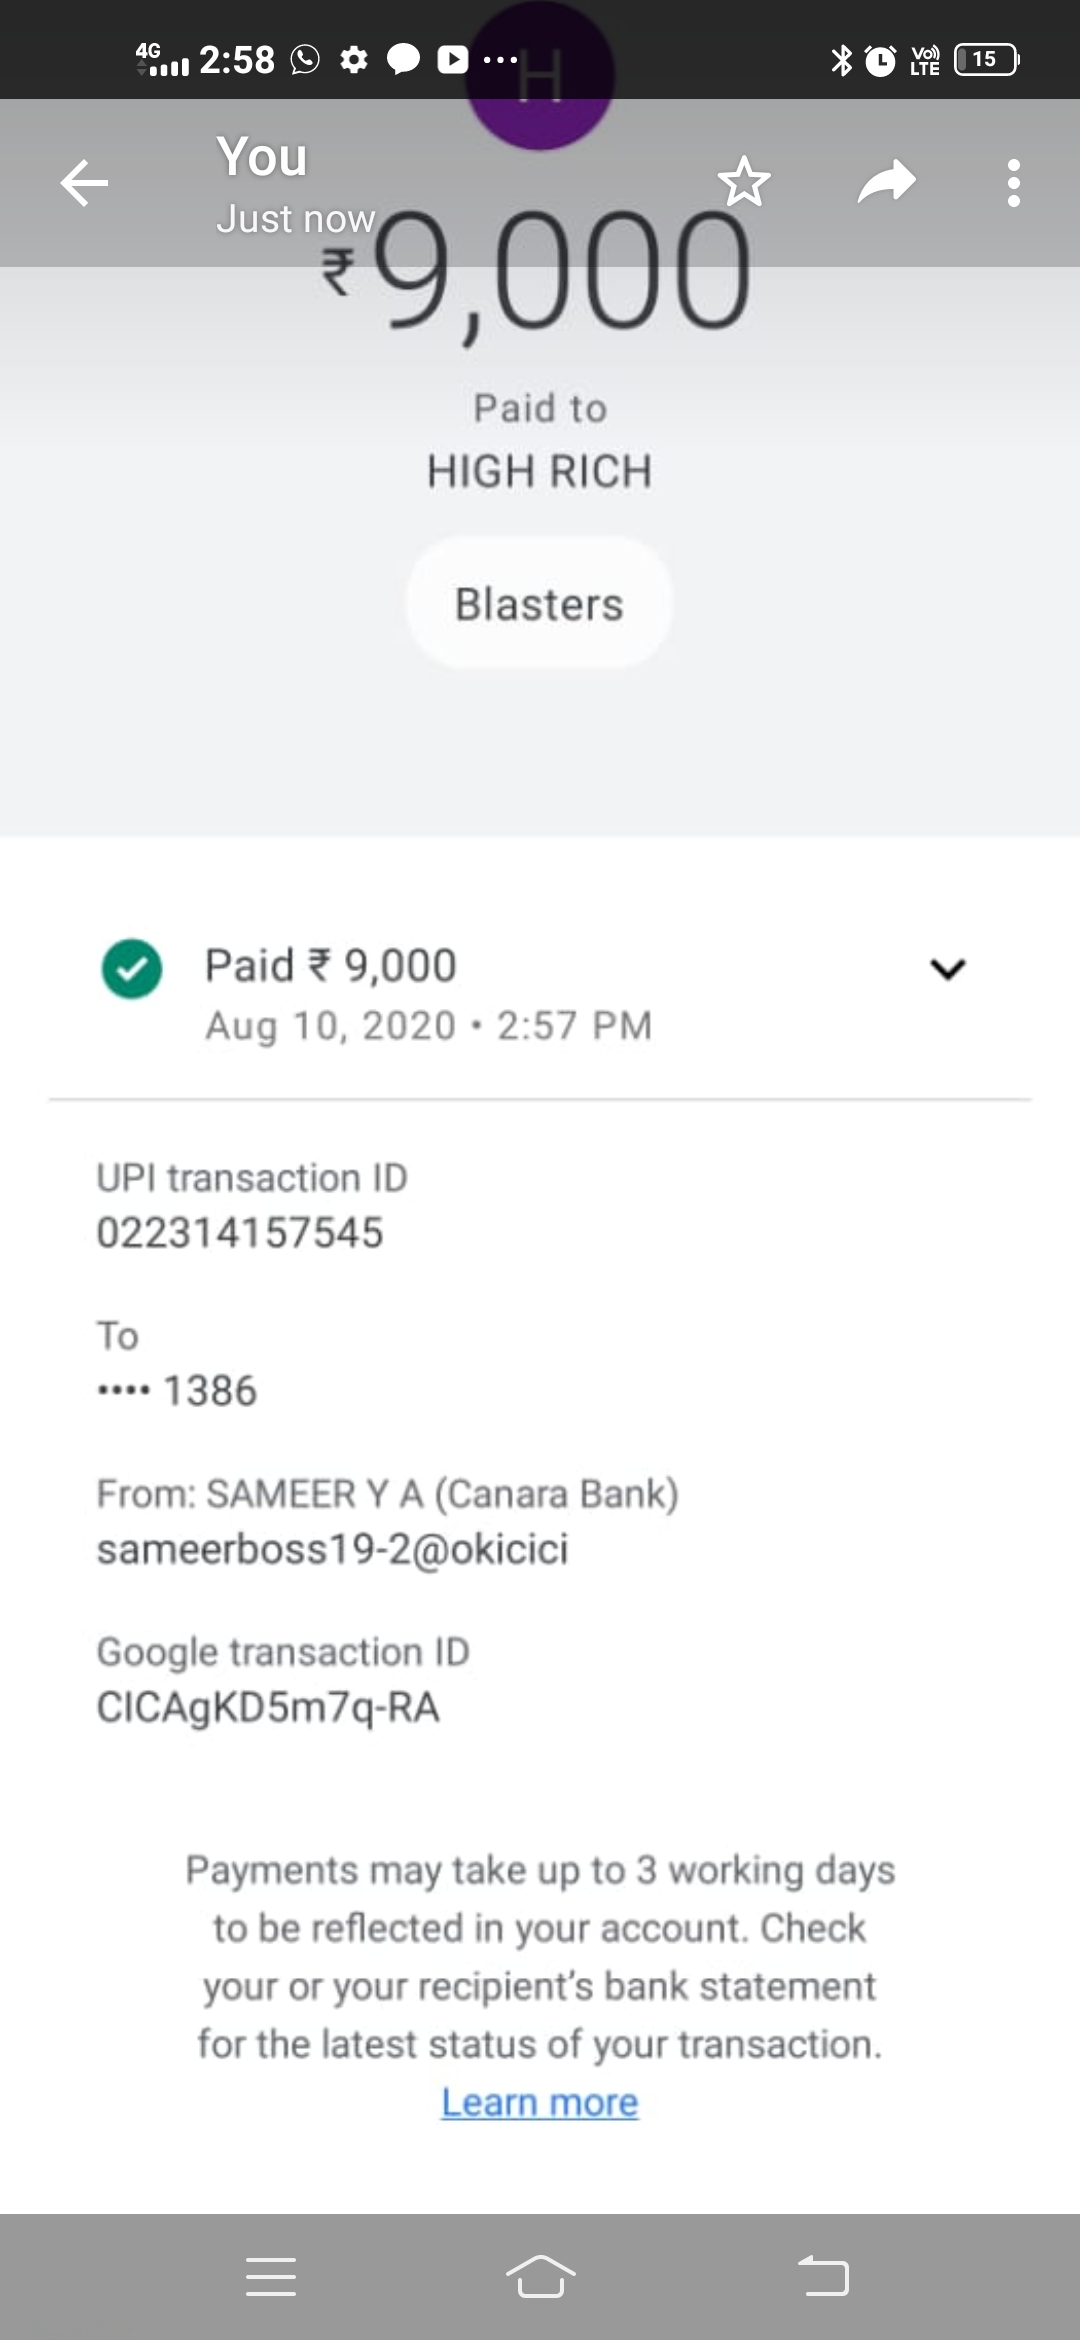 4G 2:58 Vo) LTE 15
H
You
Just now
₹9,000
Paid to
HIGH RICH
Blasters
Paid ₹ 9,000
Aug 10, 2020 • 2:57 PM
UPI transaction ID
022314157545
To
•••• 1386
From: SAMEER Y A (Canara Bank)
sameerboss19-2@okicici
Google transaction ID
CICAgKD5m7q-RA
Payments may take up to 3 working days
to be reflected in your account. Check
your or your recipient's bank statement
for the latest status of your transaction.
Learn more